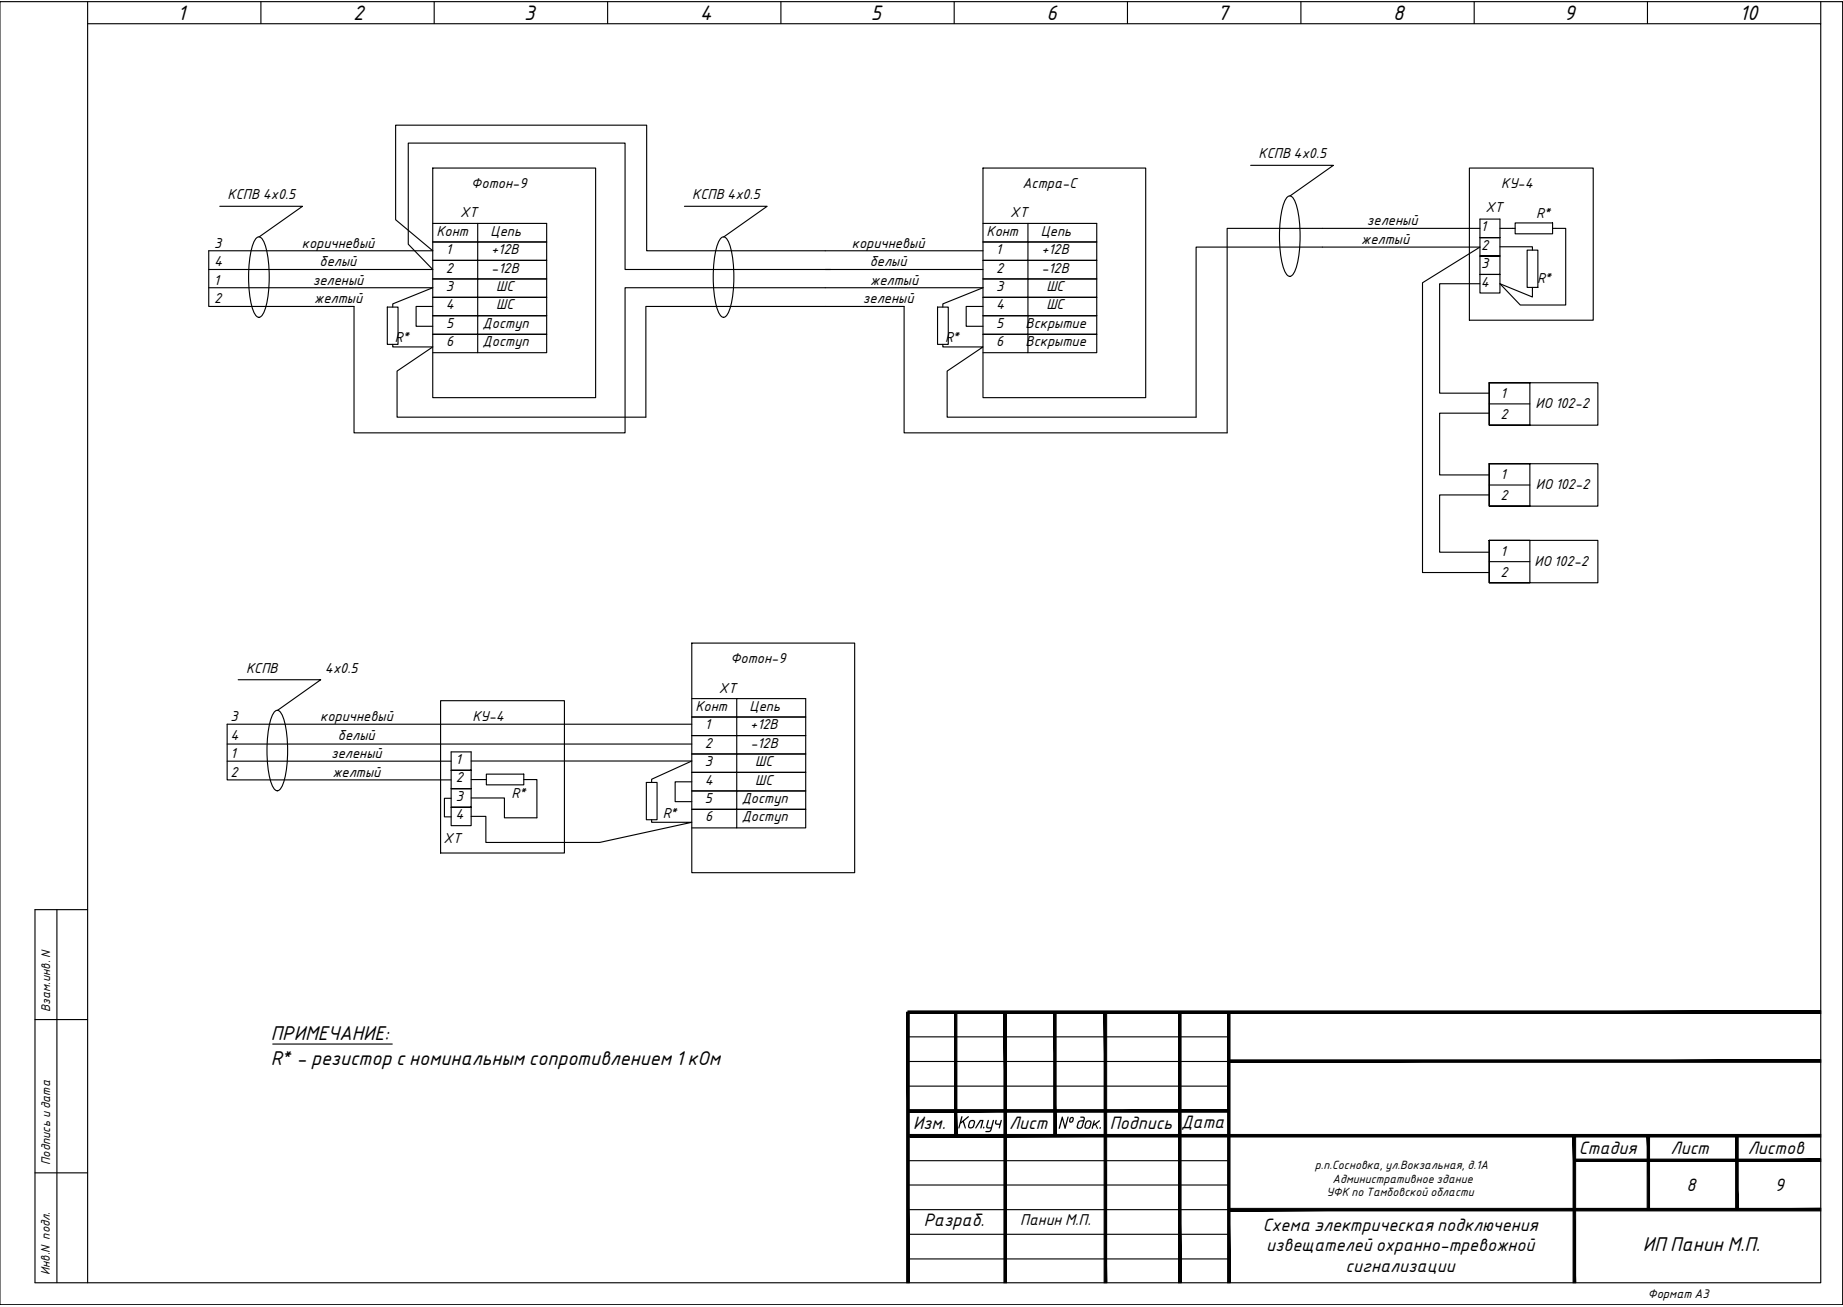 1 2 3 4 5 6 7 8 9 10
КСПВ 4х0.5
3 коричневый
4 белый
1 зеленый
2 желтый
Фотон-9
ХТ
Конт Цепь
1 +12В
2 -12В
3 ШС
4 ШС
5 Доступ
6 Доступ
R*
КСПВ 4х0.5
коричневый
белый
желтый
зеленый
Астра-С
ХТ
Конт Цепь
1 +12В
2 -12В
3 ШС
4 ШС
5 Вскрытие
6 Вскрытие
R*
КСПВ 4х0.5
зеленый
желтый
КУ-4
ХТ
R*
1
2
3
4
R*
1
2
ИО 102-2
1
2
ИО 102-2
1
2
ИО 102-2
КСПВ 4х0.5
3 коричневый
4 белый
1 зеленый
2 желтый
КУ-4
1
2
3
4
R*
ХТ
Фотон-9
ХТ
Конт Цепь
1 +12В
2 -12В
3 ШС
4 ШС
5 Доступ
6 Доступ
R*
ПРИМЕЧАНИЕ:
R* - резистор с номинальным сопротивлением 1 кОм
Взам.инв. N
Подпись и дата
Инв.N подл.
Изм. Кол.уч Лист № док. Подпись Дата
Разраб. Панин М.П.
р.п.Сосновка, ул.Вокзальная, д.1А
Административное здание
УФК по Тамбовской области
Стадия Лист Листов
8 9
Схема электрическая подключения
извещателей охранно-тревожной
сигнализации
ИП Панин М.П.
Формат А3